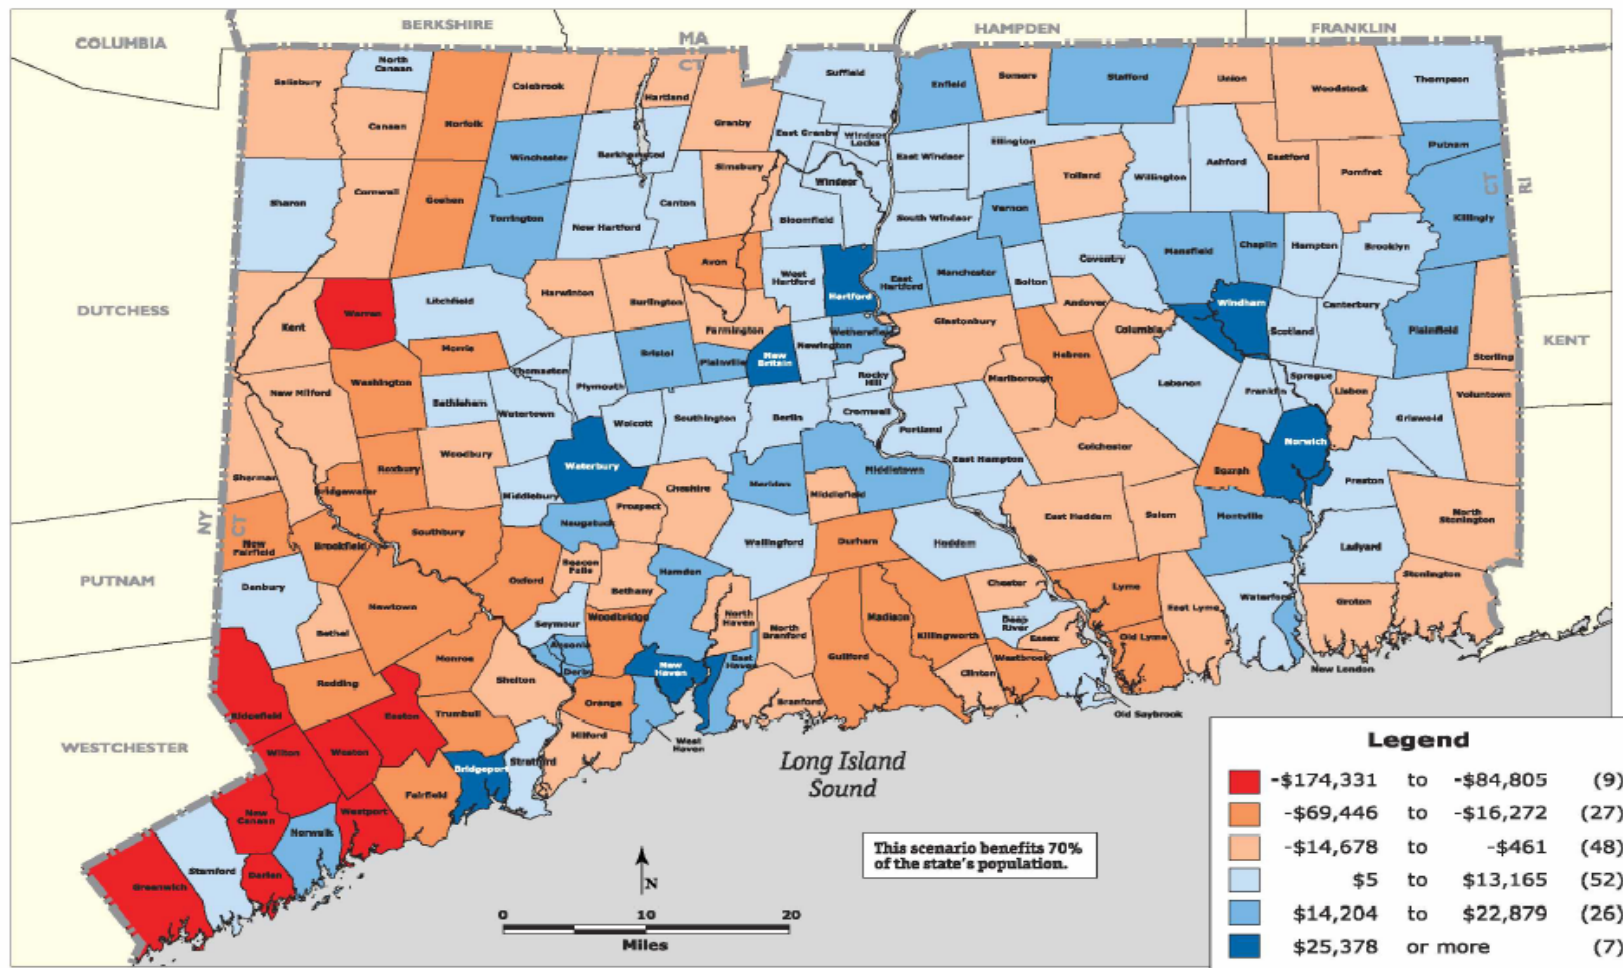 BERKSHIRE
HAMPDEN
FRANKLIN
COLUMBIA
MA
CT
Salisbury
North
Canaan
Colebrook
Hartland
Suffield
Enfield
Somers
Stafford
Union
Woodstock
Thompson
Canaan
Norfolk
Granby
East Granby
Windsor
Locks
Winchester
Barkhamsted
Simsbury
East Windsor
Ellington
Tolland
Willington
Ashford
Eastford
Pomfret
Putnam
CT
RI
Sharon
Cornwall
Goshen
Torrington
New Hartford
Canton
Windsor
Bloomfield
South Windsor
Vernon
Killingly
Mansfield
Chaplin
Hampton
Brooklyn
Coventry
DUTCHESS
Kent
Warren
Litchfield
Harwinton
Burlington
Avon
West
Hartford
Hartford
East
Hartford
Manchester
Bolton
Andover
Columbia
Windham
Scotland
Canterbury
Plainfield
Sterling
KENT
Farmington
Glastonbury
Hebron
Wethersfield
Newington
New
Britain
Plainville
Bristol
Morris
Washington
New Milford
Thomaston
Plymouth
Bethlehem
Watertown
Wolcott
Southington
Berlin
Rocky
Hill
Cromwell
Marlborough
Lebanon
Franklin
Sprague
Lisbon
Griswold
Voluntown
Portland
East Hampton
Colchester
Bozrah
Norwich
Preston
Waterbury
Woodbury
Roxbury
Sherman
Bridgewater
Middlebury
Cheshire
Meriden
Middletown
Middlefield
Prospect
Naugatuck
NY
CT
New
Fairfield
Brookfield
Southbury
Wallingford
Durham
Haddam
East Haddam
Salem
Montville
North
Stonington
Ledyard
PUTNAM
Danbury
Oxford
Beacon
Falls
Bethany
Hamden
Chester
Lyme
East Lyme
Waterford
Groton
Stonington
Newtown
Bethel
Seymour
Woodbridge
North
Haven
North
Branford
Madison
Killingworth
Deep
River
Essex
Old Lyme
Guilford
Westbrook
Clinton
New London
Ansonia
Derby
New
Haven
East
Haven
Monroe
Shelton
Redding
Orange
Branford
Old Saybrook
Ridgefield
Easton
Trumbull
Milford
West
Haven
WESTCHESTER
Wilton
Weston
Bridgeport
Stratford
Fairfield
New
Canaan
Westport
Norwalk
Stamford
Darien
Greenwich
Long Island
Sound
This scenario benefits 70%
of the state's population.
N
0 10 20
Miles
Legend
-$174,331 to -$84,805 (9)
-$69,446 to -$16,272 (27)
-$14,678 to -$461 (48)
$5 to $13,165 (52)
$14,204 to $22,879 (26)
$25,378 or more (7)